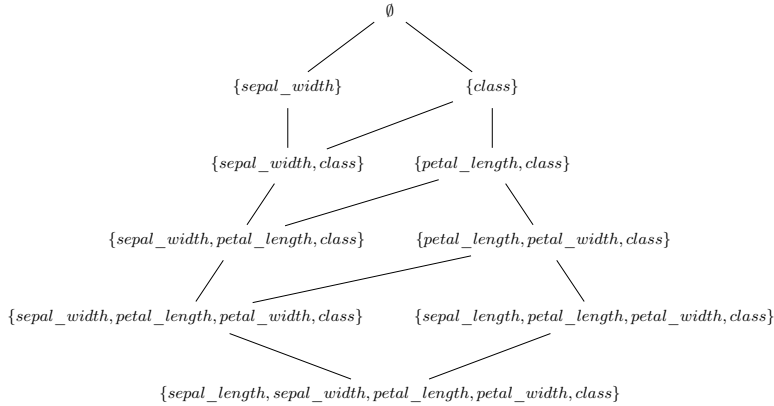 ∅
{sepal_width} {class}
{sepal_width, class} {petal_length, class}
{sepal_width, petal_length, class} {petal_length, petal_width, class}
{sepal_width, petal_length, petal_width, class} {sepal_length, petal_length, petal_width, class}
{sepal_length, sepal_width, petal_length, petal_width, class}